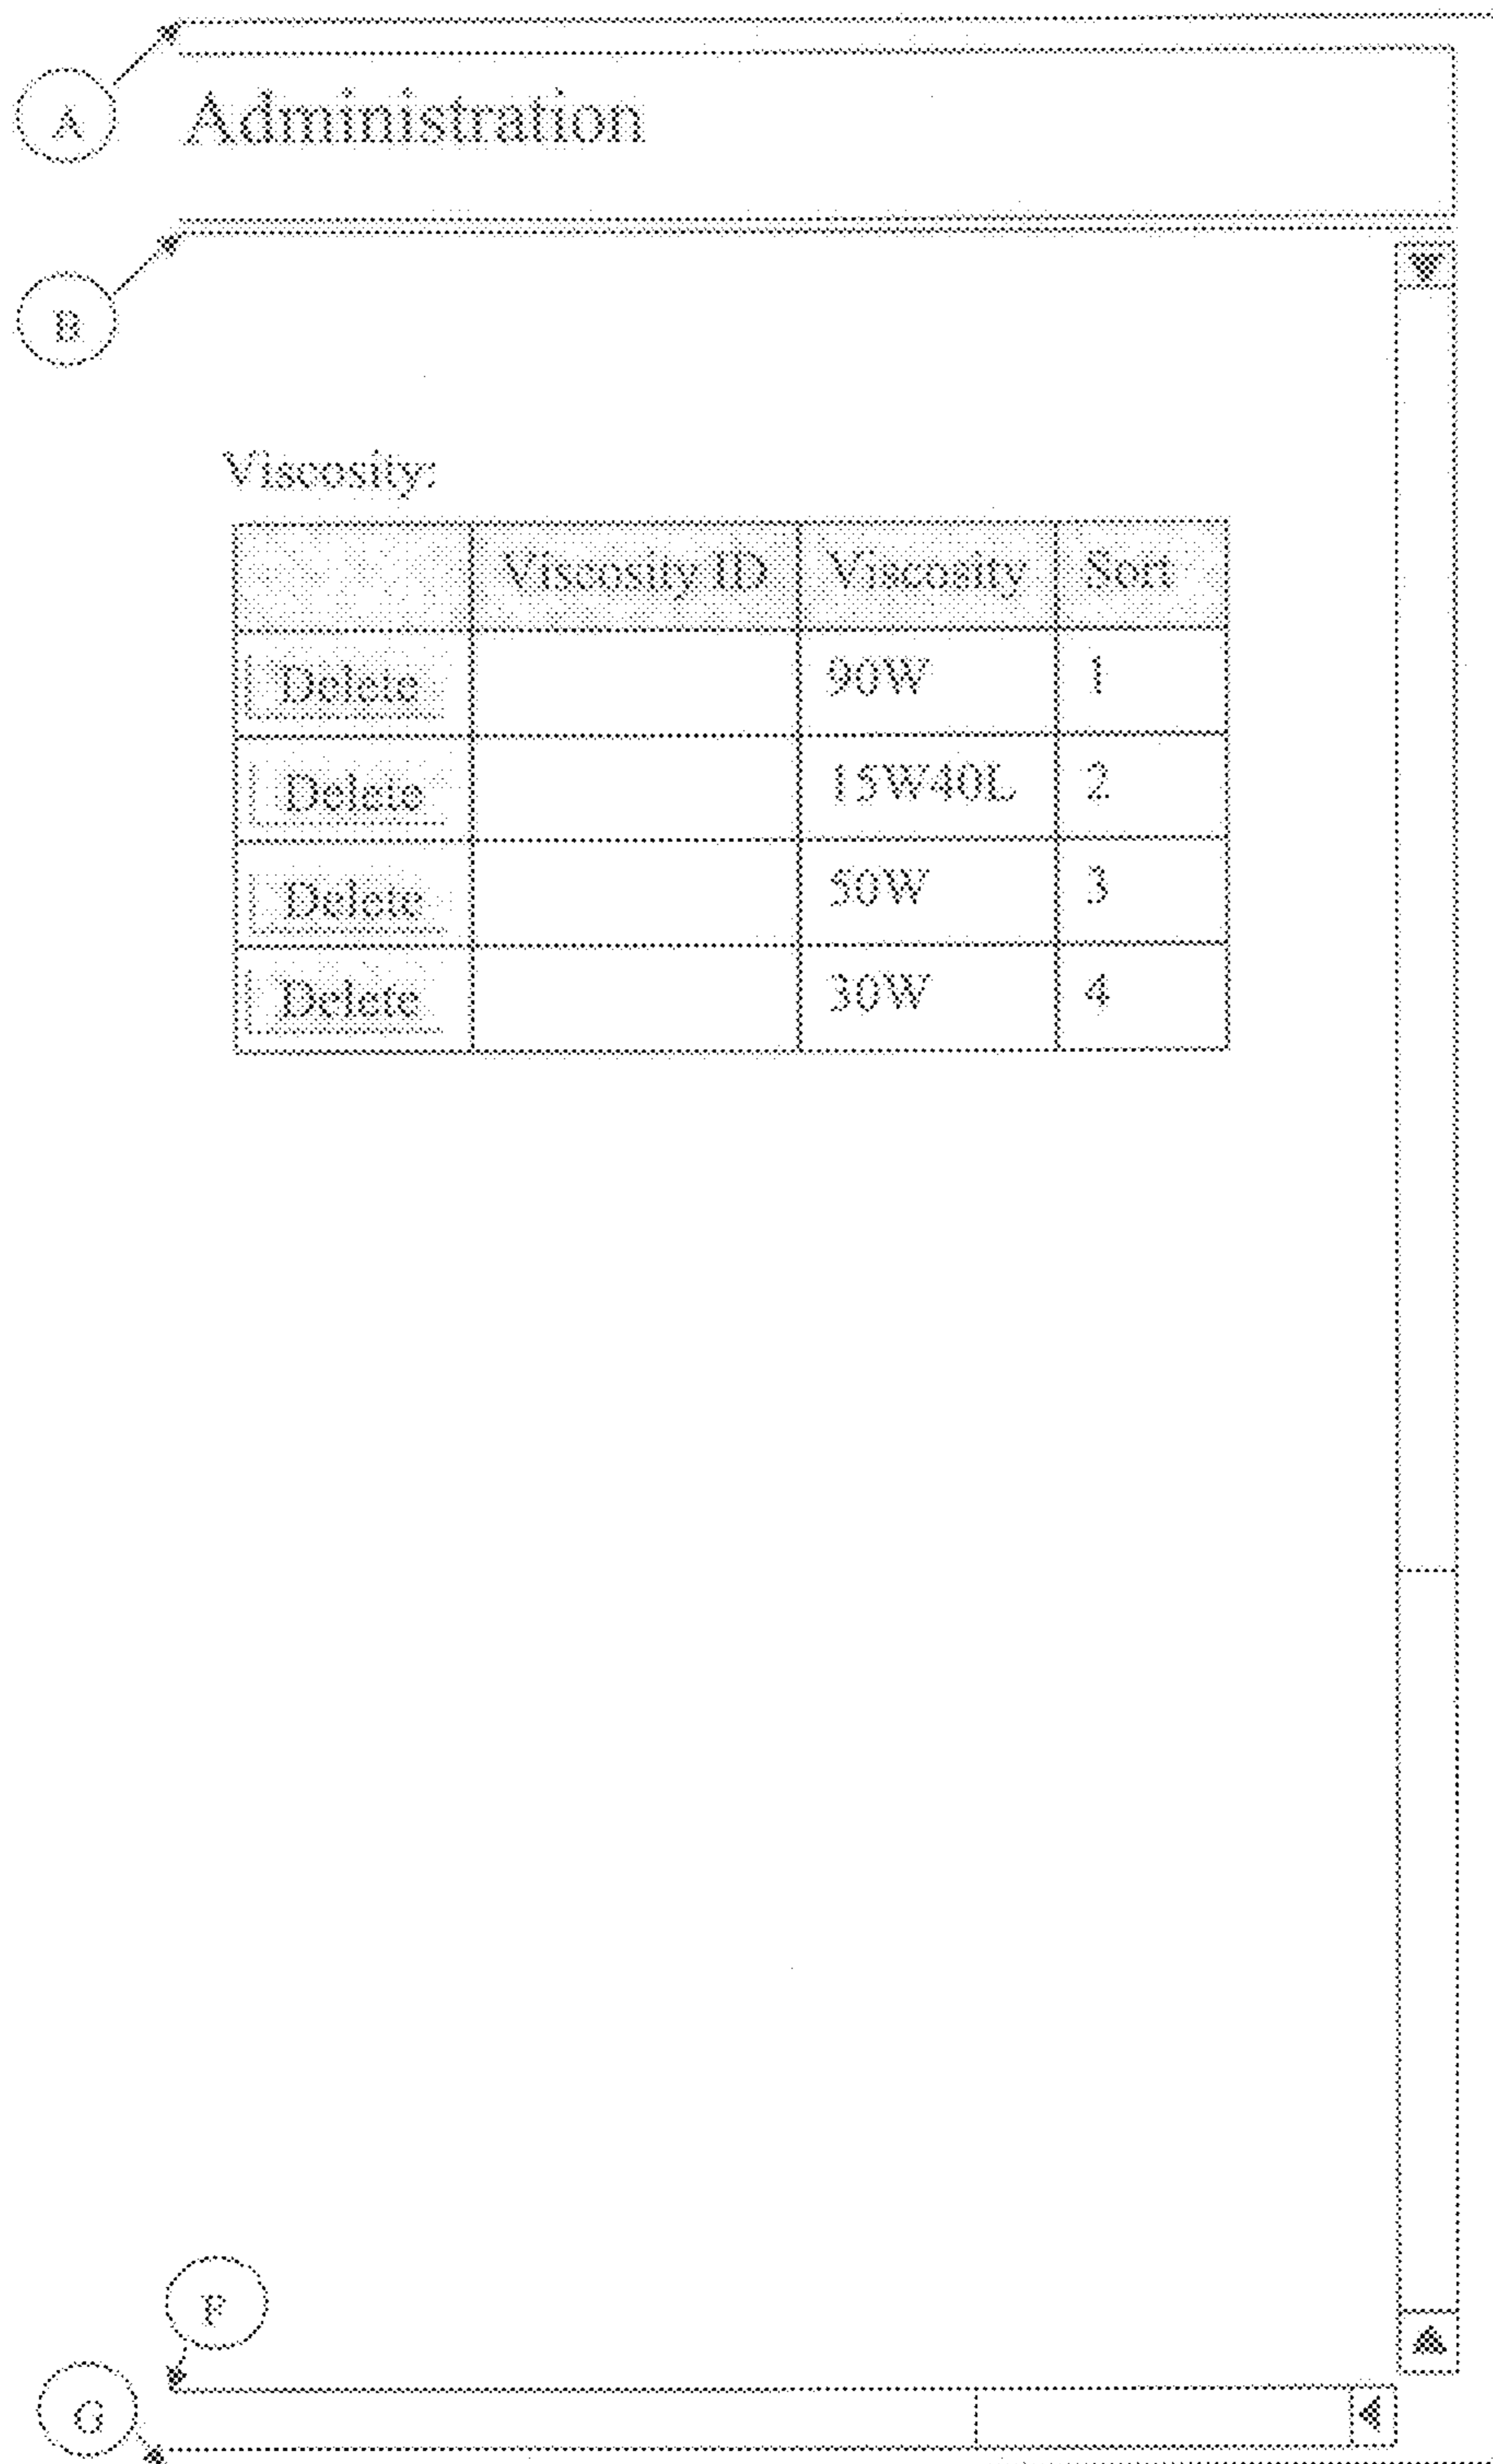 A
Administration
B
Viscosity:
Viscosity ID Viscosity Sort
Delete 90W 1
Delete 15W40L 2
Delete 50W 3
Delete 30W 4
F
G